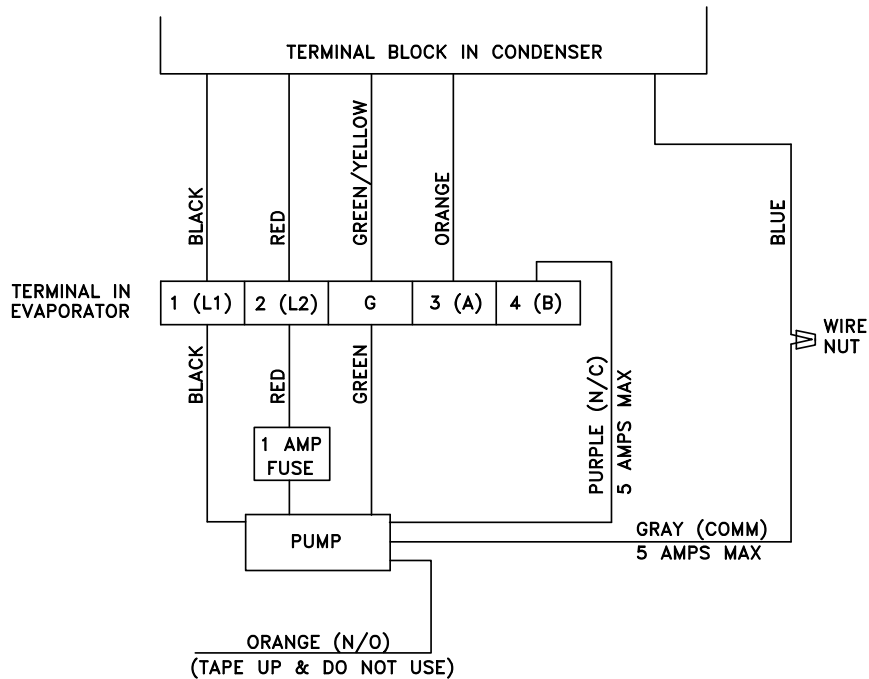 TERMINAL BLOCK IN CONDENSER
BLACK
RED
GREEN/YELLOW
ORANGE
BLUE
TERMINAL IN
EVAPORATOR
1 (L1)
2 (L2)
G
3 (A)
4 (B)
WIRE
NUT
BLACK
RED
GREEN
PURPLE (N/C)
5 AMPS MAX
1 AMP
FUSE
PUMP
GRAY (COMM)
5 AMPS MAX
ORANGE (N/O)
(TAPE UP & DO NOT USE)